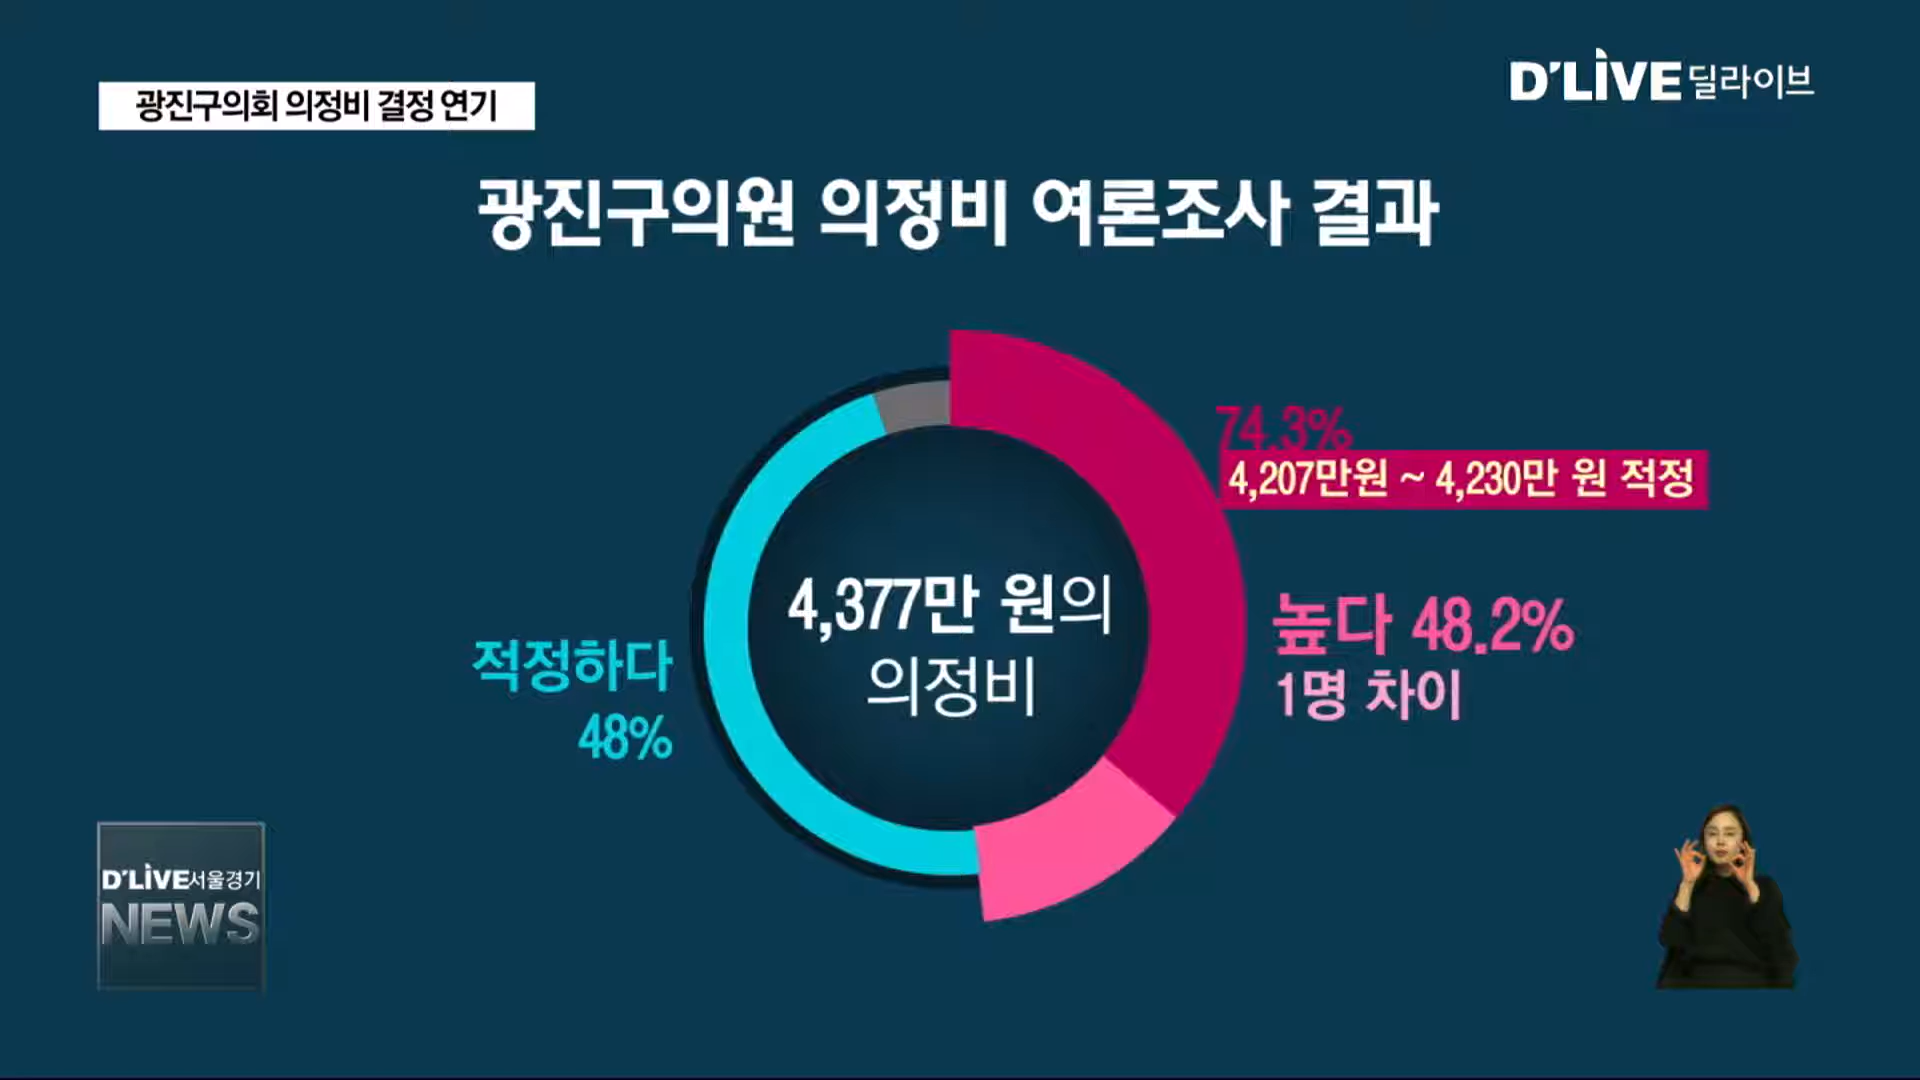 D'LIVE 딜라이브
광진구의회 의정비 결정 연기
광진구의원 의정비 여론조사 결과
74.3%
4,207만원 ~ 4,230만 원 적정
4,377만 원의
의정비
높다 48.2%
1명 차이
적정하다
48%
D'LIVE서울경기
NEWS